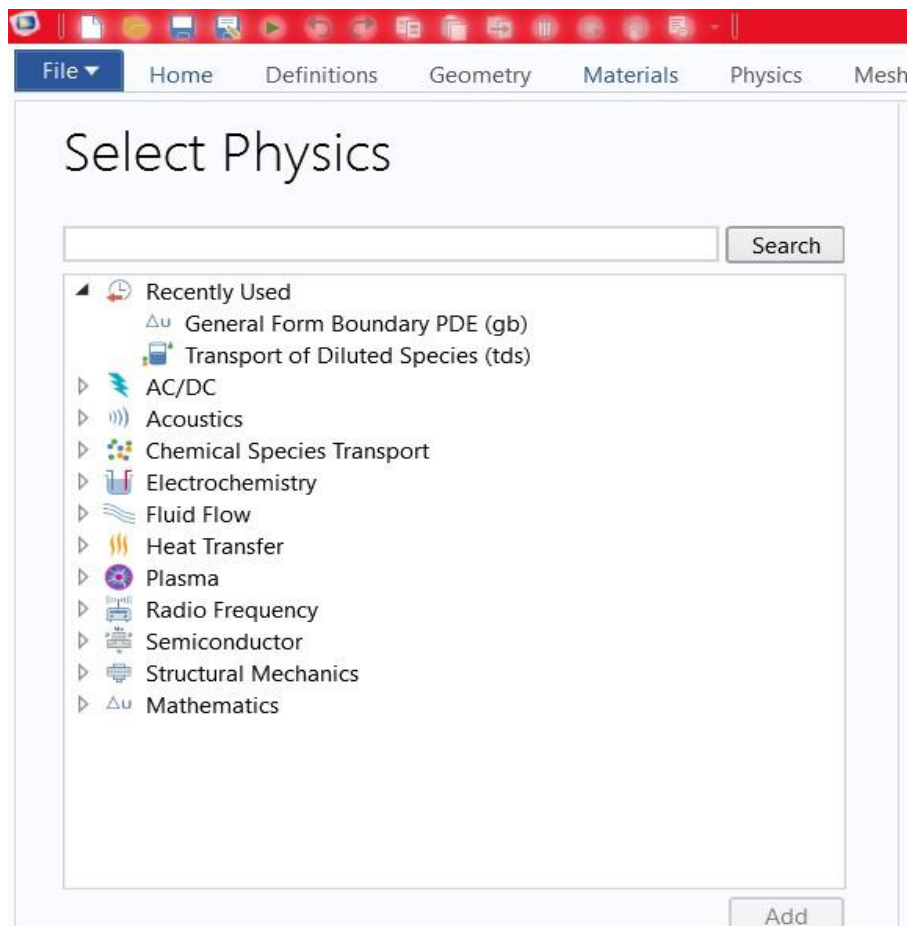 File Home Definitions Geometry Materials Physics Mesh
Select Physics
Search
Recently Used
Δu General Form Boundary PDE (gb)
Transport of Diluted Species (tds)
AC/DC
Acoustics
Chemical Species Transport
Electrochemistry
Fluid Flow
Heat Transfer
Plasma
Radio Frequency
Semiconductor
Structural Mechanics
Δu Mathematics
Add